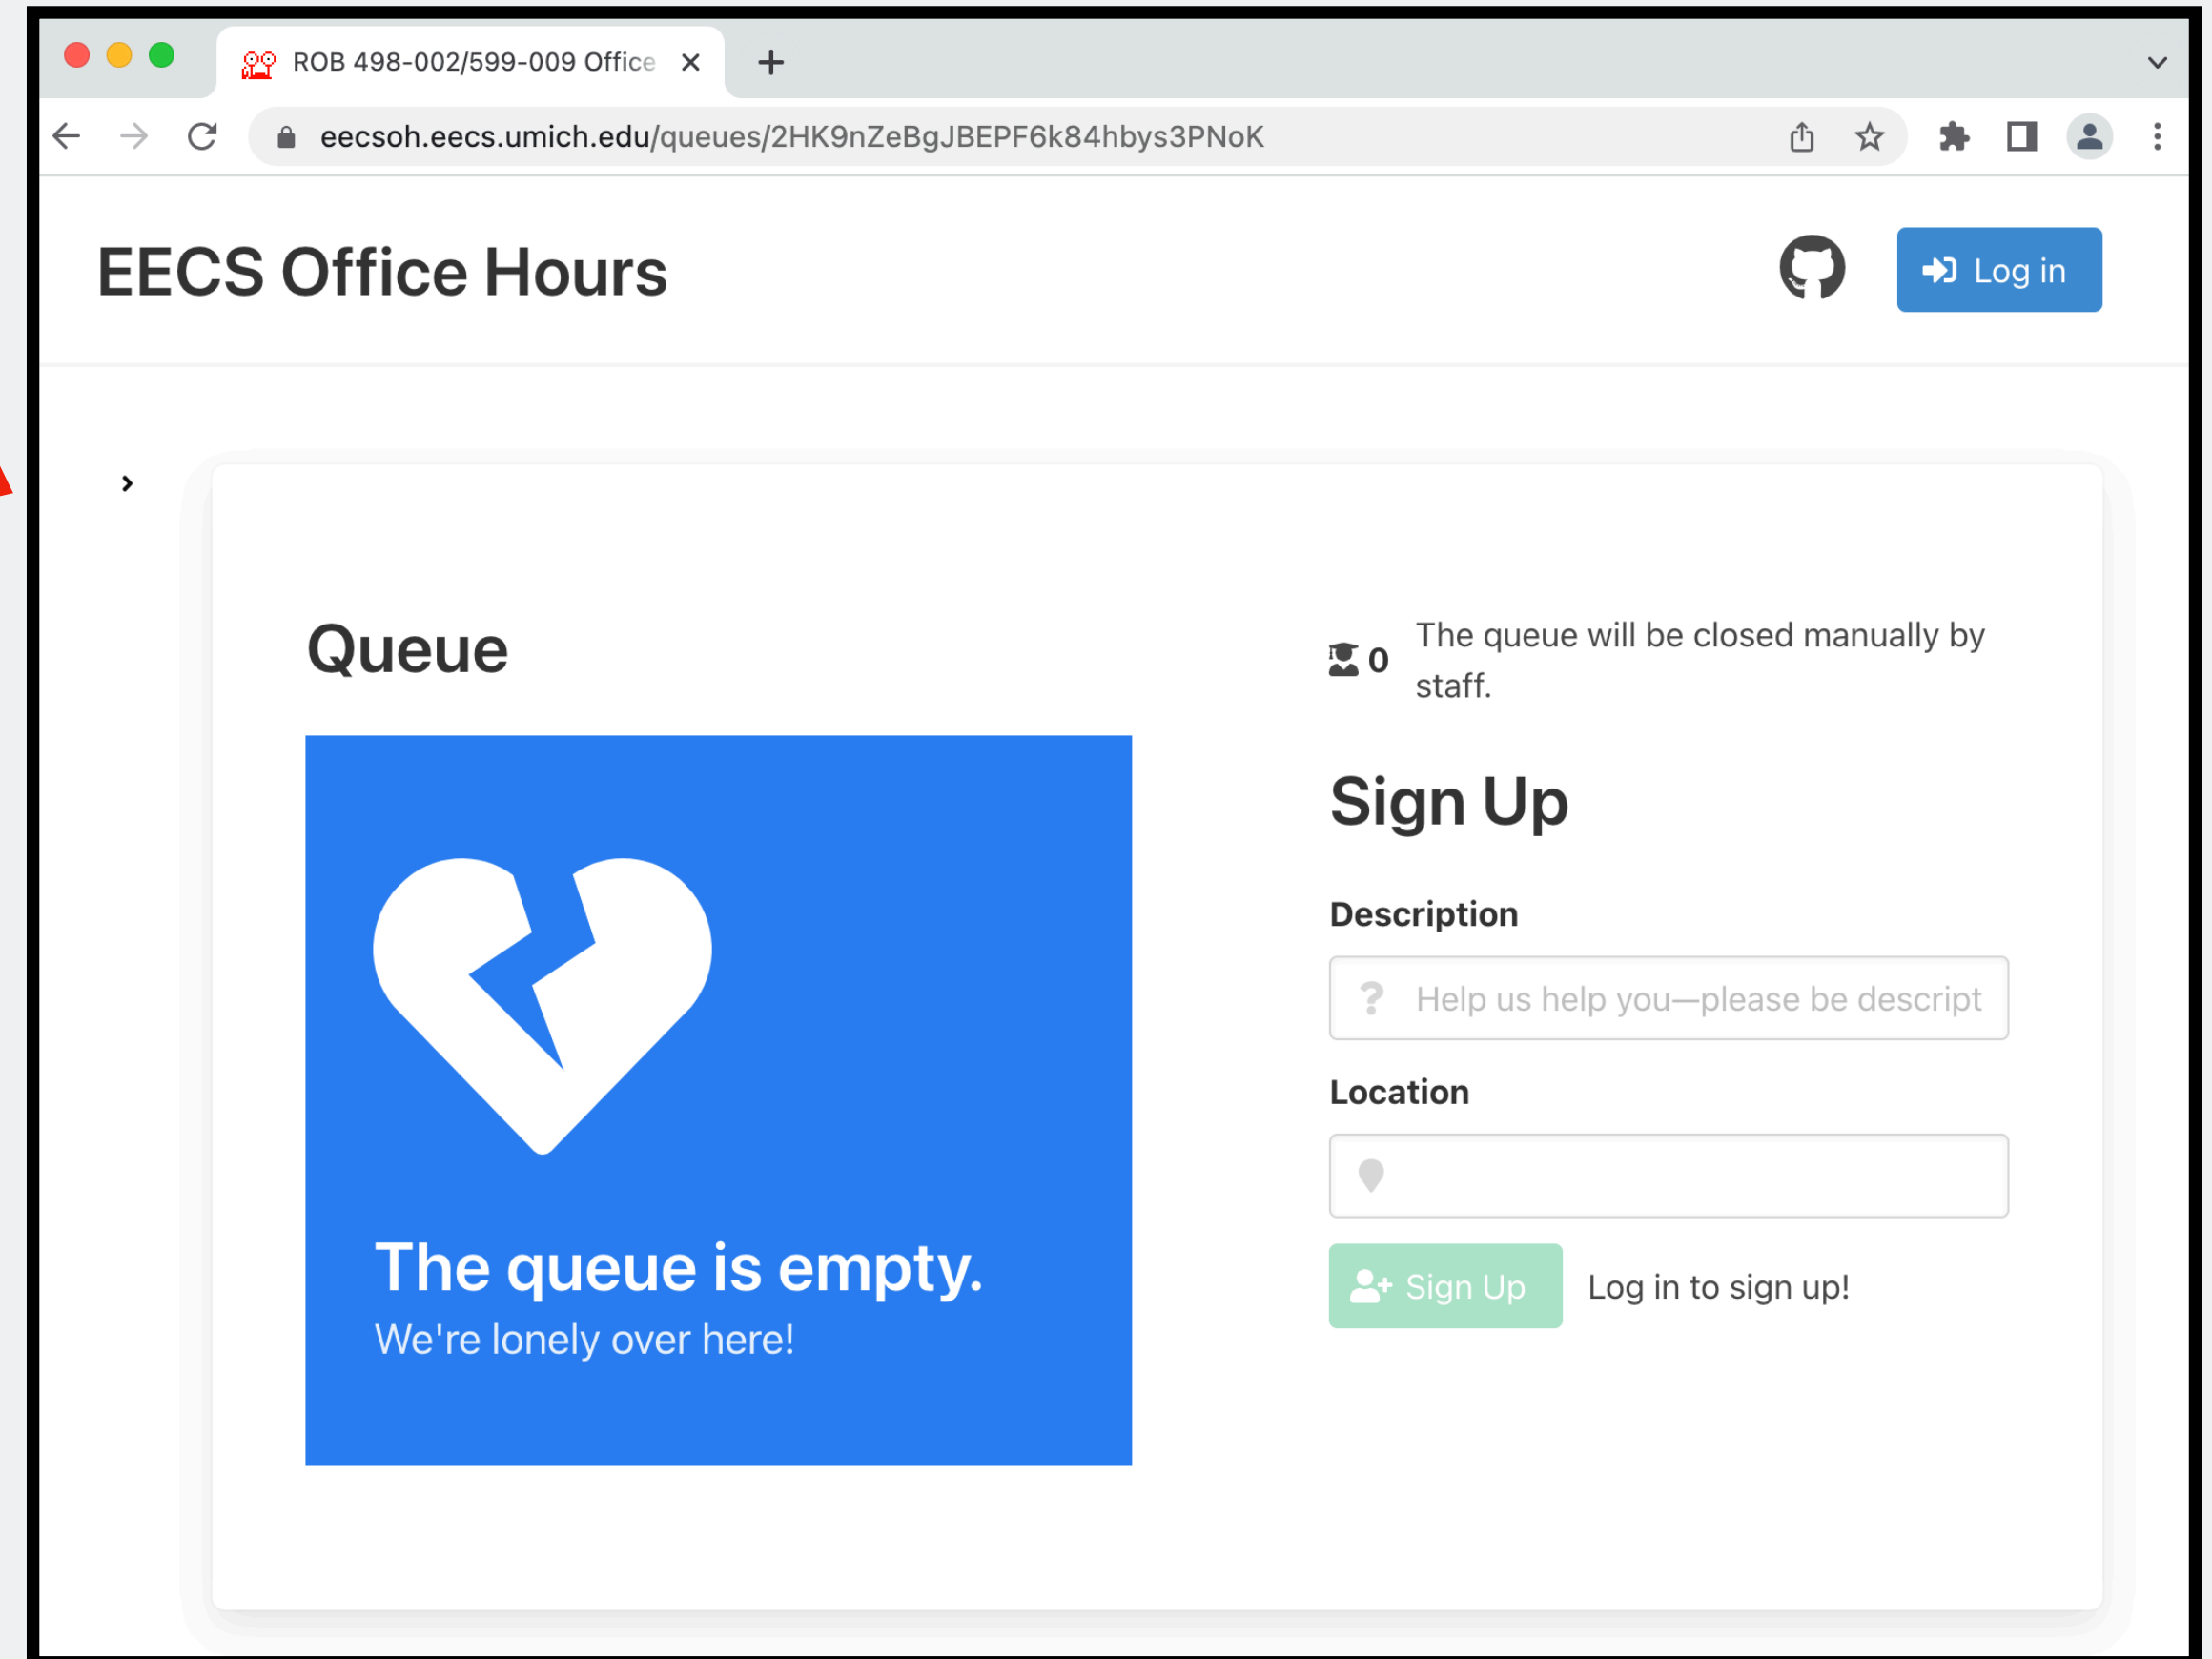 ROB 498-002/599-009 Office
eecsoh.eecs.umich.edu/queues/2HK9nZeBgJBEPF6k84hbys3PNoK
EECS Office Hours
Log in
Queue
0
The queue will be closed manually by
staff.
Sign Up
Description
Help us help you—please be descript
Location
Sign Up
Log in to sign up!
The queue is empty.
We're lonely over here!